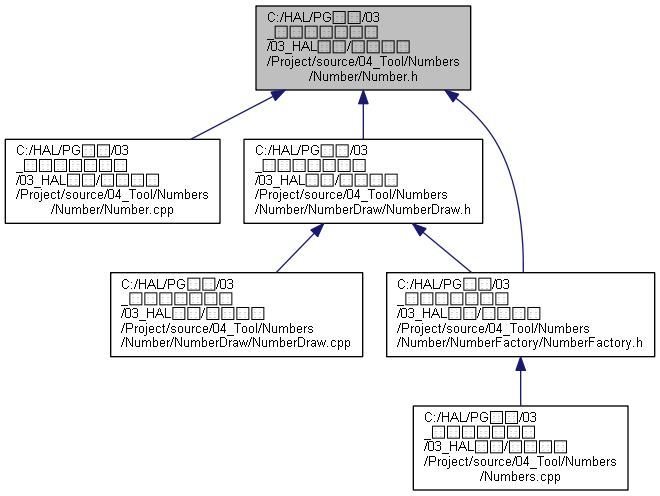 C:/HAL/PG□□/03
_□□□□□□□
/03_HAL□□/□□□□
/Project/source/04_Tool/Numbers
/Number/Number.h
C:/HAL/PG□□/03
_□□□□□□□
/03_HAL□□/□□□□
/Project/source/04_Tool/Numbers
/Number/Number.cpp
C:/HAL/PG□□/03
_□□□□□□□
/03_HAL□□/□□□□
/Project/source/04_Tool/Numbers
/Number/NumberDraw/NumberDraw.h
C:/HAL/PG□□/03
_□□□□□□□
/03_HAL□□/□□□□
/Project/source/04_Tool/Numbers
/Number/NumberDraw/NumberDraw.cpp
C:/HAL/PG□□/03
_□□□□□□□
/03_HAL□□/□□□□
/Project/source/04_Tool/Numbers
/Number/NumberFactory/NumberFactory.h
C:/HAL/PG□□/03
_□□□□□□□
/03_HAL□□/□□□□
/Project/source/04_Tool/Numbers
/Numbers.cpp